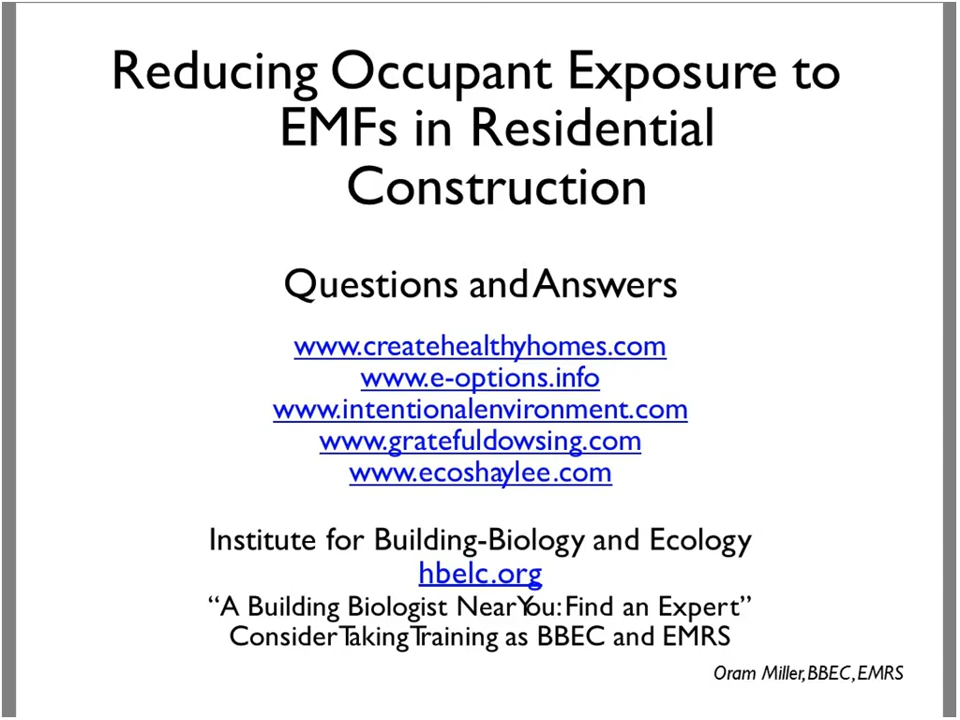 Reducing Occupant Exposure to
EMFs in Residential
Construction
Questions and Answers
www.createhealthyhomes.com
www.e-options.info
www.intentionalenvironment.com
www.gratefuldowsing.com
www.ecoshaylee.com
Institute for Building-Biology and Ecology
hbelc.org
“A Building Biologist Near You: Find an Expert”
Consider Taking Training as BBEC and EMRS
Oram Miller, BBEC, EMRS